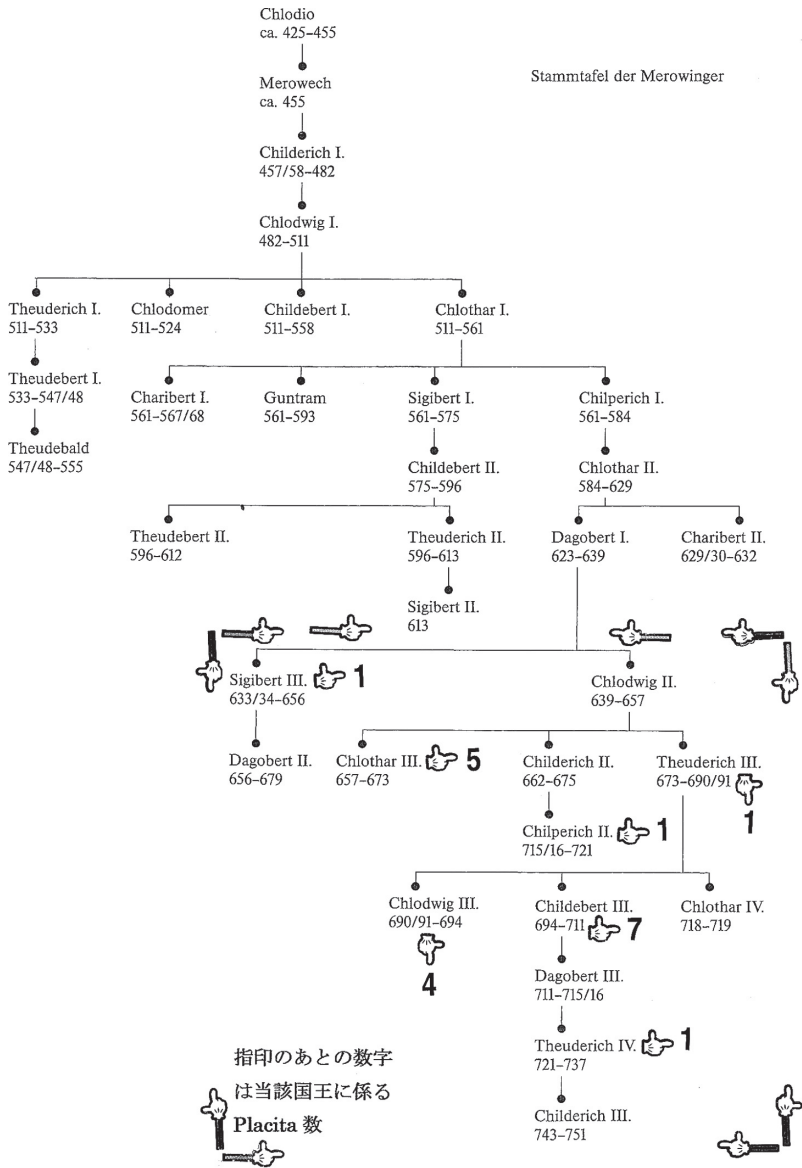 Chlodio
ca. 425–455
Stammtafel der Merowinger
Merowech
ca. 455
Childerich I.
457/58–482
Chlodwig I.
482–511
Theuderich I.
511–533
Chlodomer
511–524
Childebert I.
511–558
Chlothar I.
511–561
Theudebert I.
533–547/48
Charibert I.
561–567/68
Guntram
561–593
Sigibert I.
561–575
Chilperich I.
561–584
Theudebald
547/48–555
Childebert II.
575–596
Chlothar II.
584–629
Theudebert II.
596–612
Theuderich II.
596–613
Dagobert I.
623–639
Charibert II.
629/30–632
Sigibert II.
613
Sigibert III. 1
633/34–656
Chlodwig II.
639–657
Dagobert II.
656–679
Chlothar III. 5
657–673
Childerich II.
662–675
Theuderich III.
673–690/91
1
Chilperich II. 1
715/16–721
Chlodwig III.
690/91–694
4
Childebert III.
694–711 7
Chlothar IV.
718–719
Dagobert III.
711–715/16
Theuderich IV. 1
721–737
Childerich III.
743–751
指印のあとの数字
は当該国王に係る
Placita 数